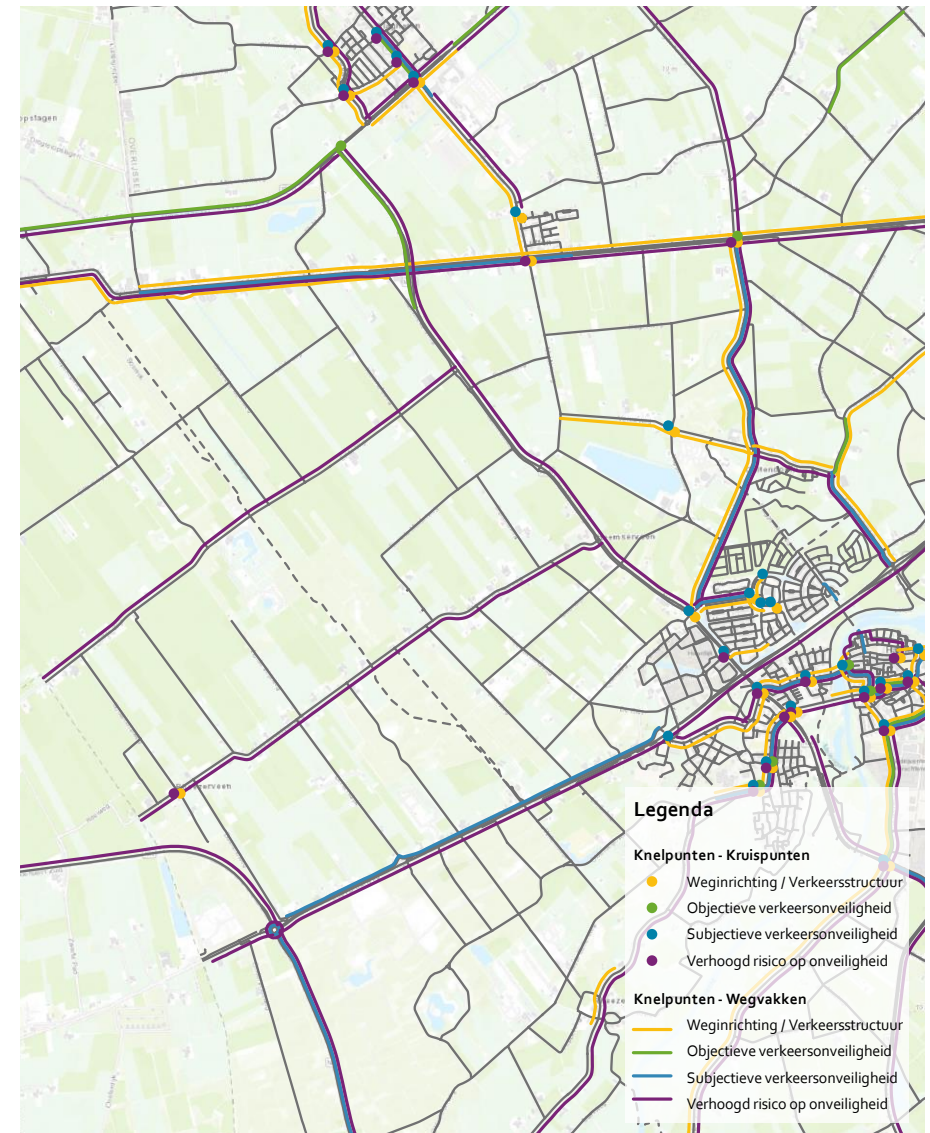 OVERIJSSEL
Legenda
Knelpunten - Kruispunten
Weginrichting / Verkeersstructuur
Objectieve verkeersonveiligheid
Subjectieve verkeersonveiligheid
Verhoogd risico op onveiligheid
Knelpunten - Wegvakken
Weginrichting / Verkeersstructuur
Objectieve verkeersonveiligheid
Subjectieve verkeersonveiligheid
Verhoogd risico op onveiligheid